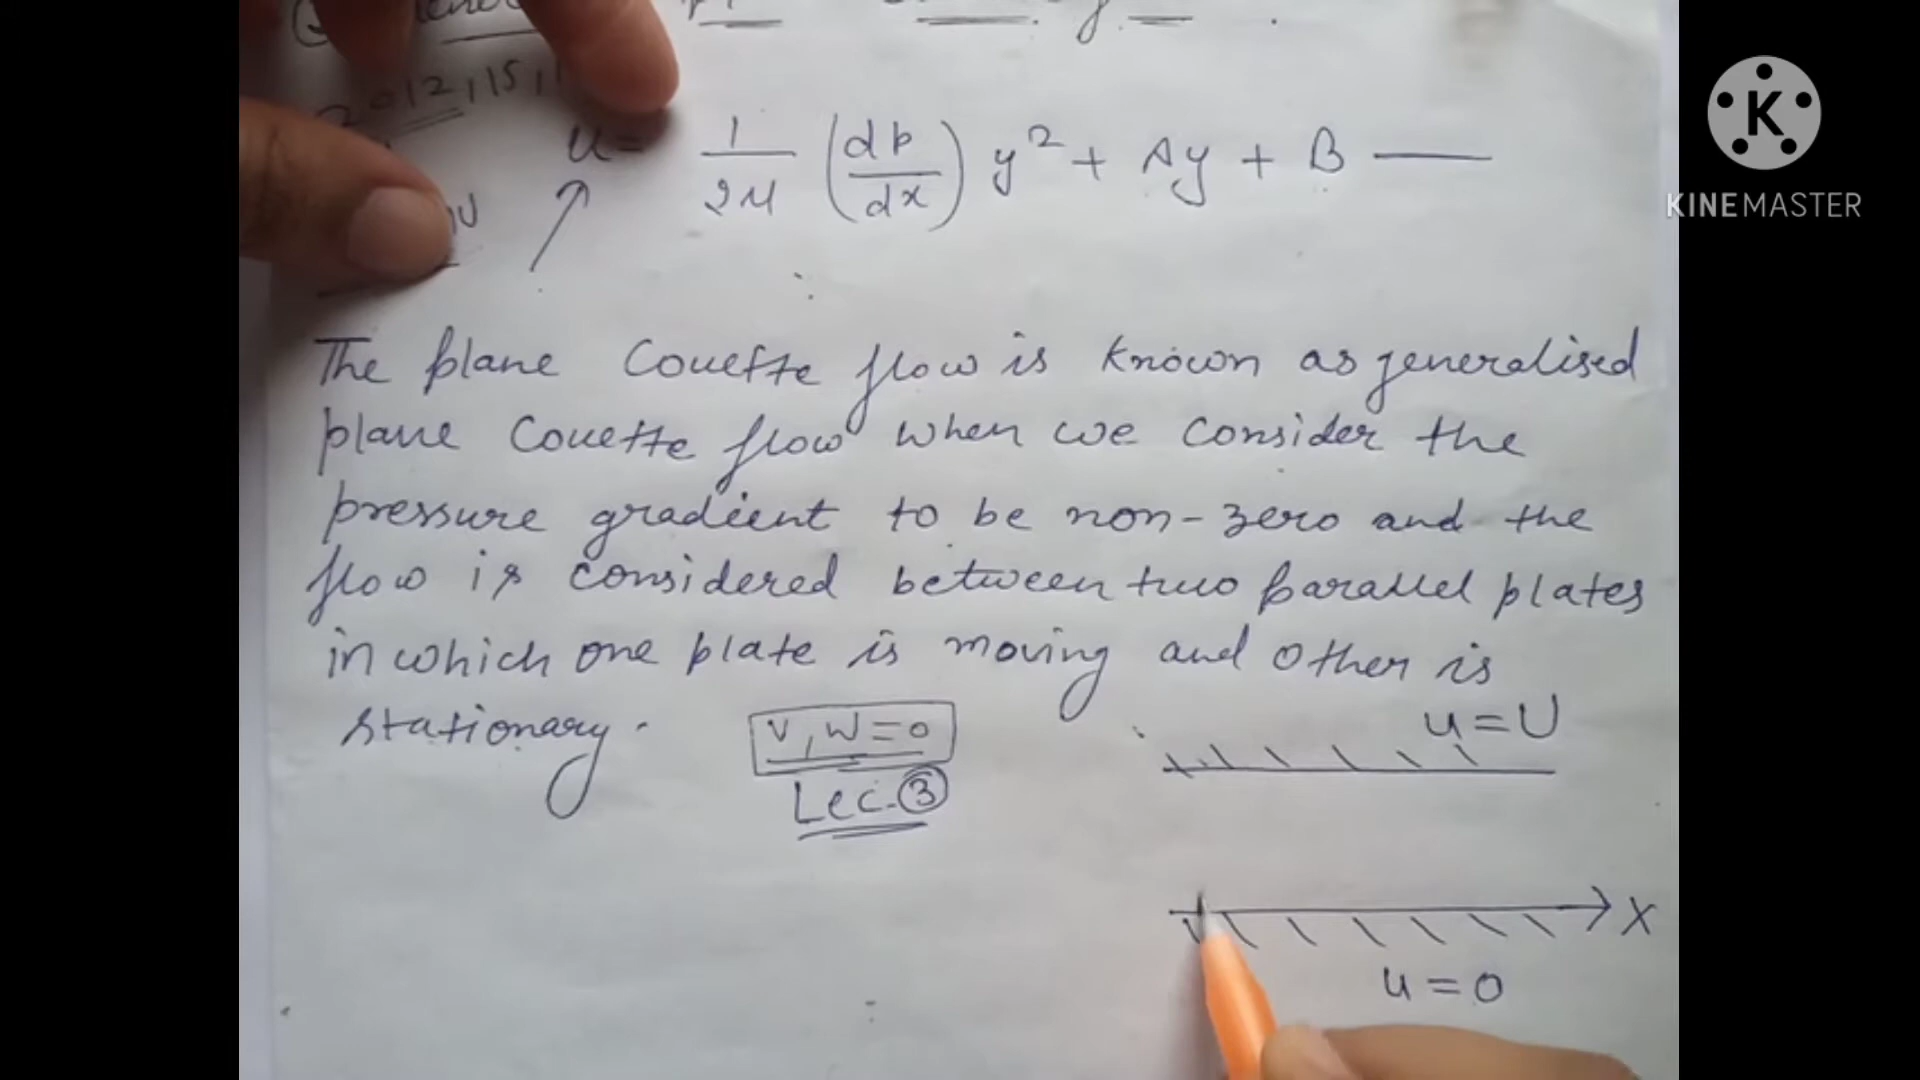 2012, 15,
u = 1/2μ (dp/dx) y² + Ay + B —
The plane Couette flow is known as generalised
plane Couette flow when we consider the
pressure gradient to be non-zero and the
flow is considered between two parallel plates
in which one plate is moving and other is
stationary.
v, w = 0
Lec. 3
u = U
X
u = 0
K
KINEMASTER